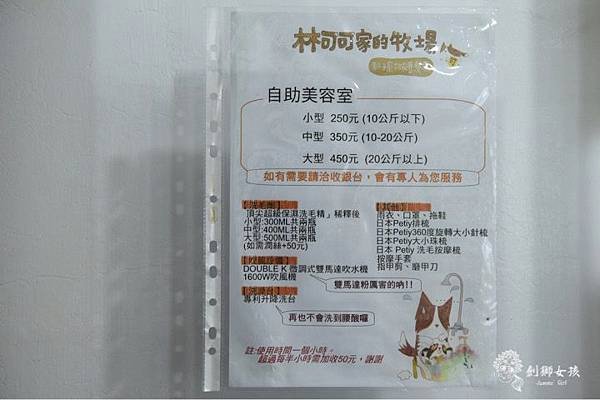 林可可家的牧場
自助美容室
小型 250元 (10公斤以下)
中型 350元 (10-20公斤)
大型 450元 (20公斤以上)
如有需要請洽收銀台，會有專人為您服務
頂尖超級保濕洗毛精」稀釋後
小型:300ML共兩瓶
中型:400ML共兩瓶
大型:500ML共兩瓶
(如需潤絲+50元)
DOUBLE K 微調式雙馬達吹水機
1600W吹風機
雙馬達粉厲害的吶!!
專利升降洗台
再也不會洗到腰酸囉
雨衣、口罩、拖鞋
日本Petiy排梳
日本Petiy360度旋轉大小針梳
日本Petiy大小珠梳
日本Petiy 洗毛按摩梳
按摩手套
指甲剪、磨甲刀
註:使用時間一個小時。
超過每半小時需加收50元，謝謝
創鄉女孩